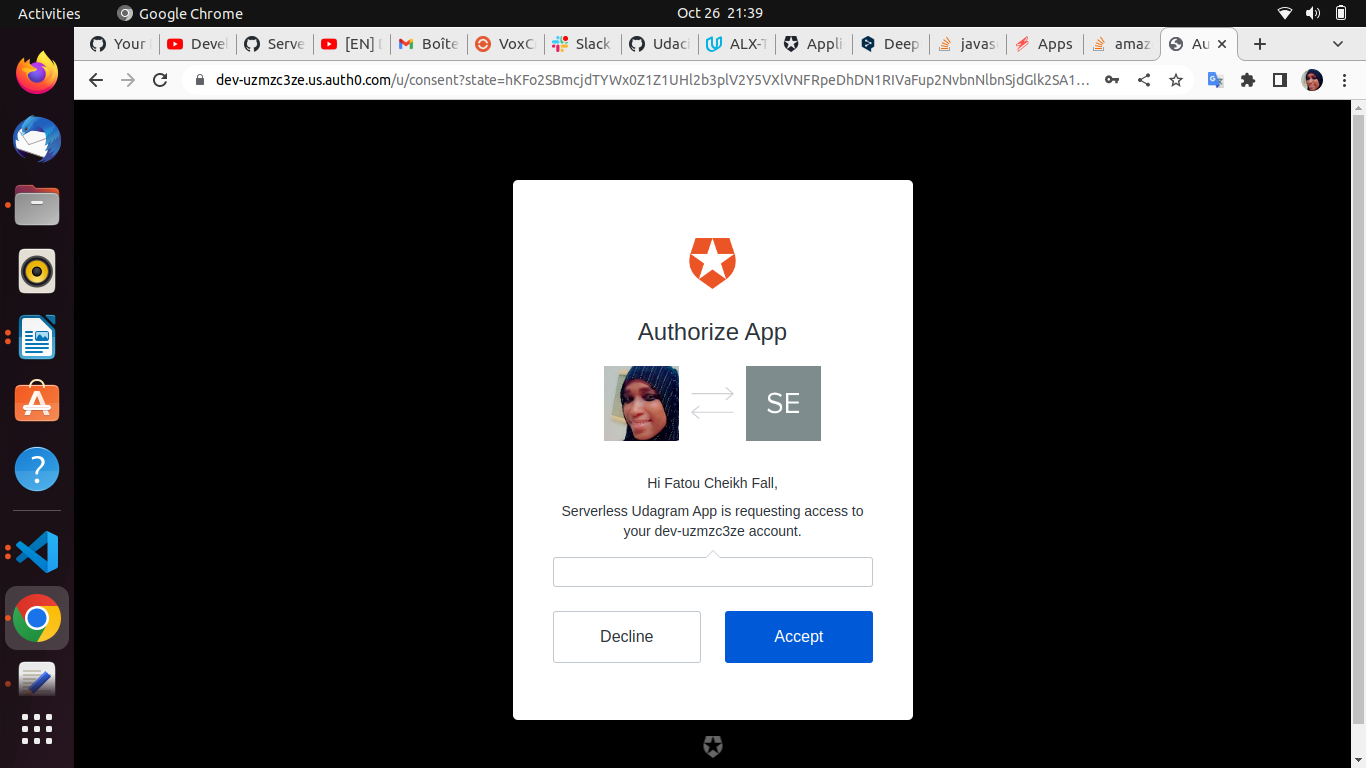 Activities
Google Chrome
Oct 26 21:39
Your
Devel
Serve
[EN] D
Boîte
VoxC
Slack
Udaci
ALX-T
Appli
Deep
javas
Apps
amaz
Au
dev-uzmzc3ze.us.auth0.com/u/consent?state=
Authorize App
SE
Hi Fatou Cheikh Fall,
Serverless Udagram App is requesting access to
your dev-uzmzc3ze account.
Decline
Accept